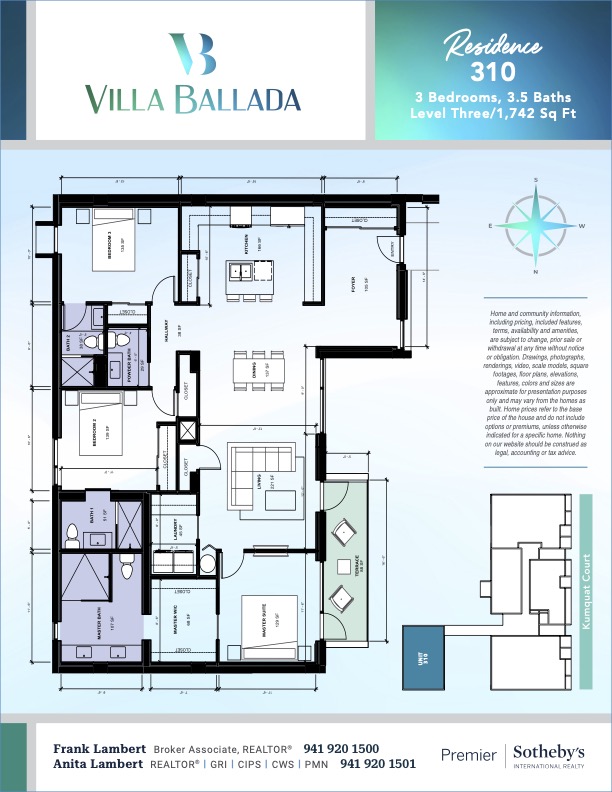 VB
VILLA BALLADA
Residence
310
3 Bedrooms, 3.5 Baths
Level Three/1,742 Sq Ft
BEDROOM 3
CLOSET
KITCHEN
CLOSET
CLOSET
ENTRY
FOYER
HALLWAY
BATH 2
POWDER BATH
DINING
CLOSET
BEDROOM 2
CLOSET
CLOSET
LIVING
BATH 1
LAUNDRY
TERRACE
MASTER BATH
CLOSET
MASTER WIC
CLOSET
MASTER SUITE
S
E
W
N
Home and community information,
including pricing, included features,
terms, availability and amenities,
are subject to change, prior sale or
withdrawal at any time without notice
or obligation. Drawings, photographs,
renderings, video, scale models, square
footages, floor plans, elevations,
features, colors and sizes are
approximate for presentation purposes
only and may vary from the homes as
built. Home prices refer to the base
price of the house and do not include
options or premiums, unless otherwise
indicated for a specific home. Nothing
on our website should be construed as
legal, accounting or tax advice.
Kumquat Court
UNIT
310
Frank Lambert Broker Associate, REALTOR® 941 920 1500
Anita Lambert REALTOR® | GRI | CIPS | CWS | PMN 941 920 1501
Premier | Sotheby's
INTERNATIONAL REALTY